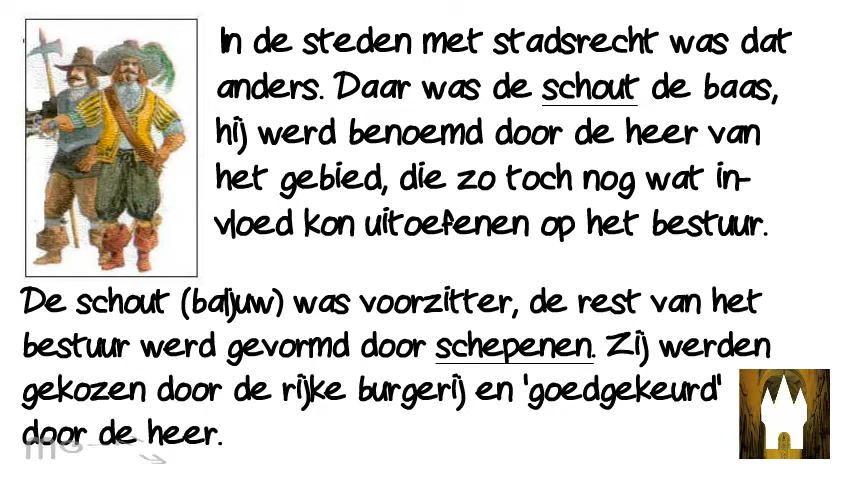 In de steden met stadsrecht was dat
anders. Daar was de schout de baas,
hij werd benoemd door de heer van
het gebied, die zo toch nog wat in-
vloed kon uitoefenen op het bestuur.
De schout (baljuw) was voorzitter, de rest van het
bestuur werd gevormd door schepenen. Zij werden
gekozen door de rijke burgerij en 'goedgekeurd'
door de heer.